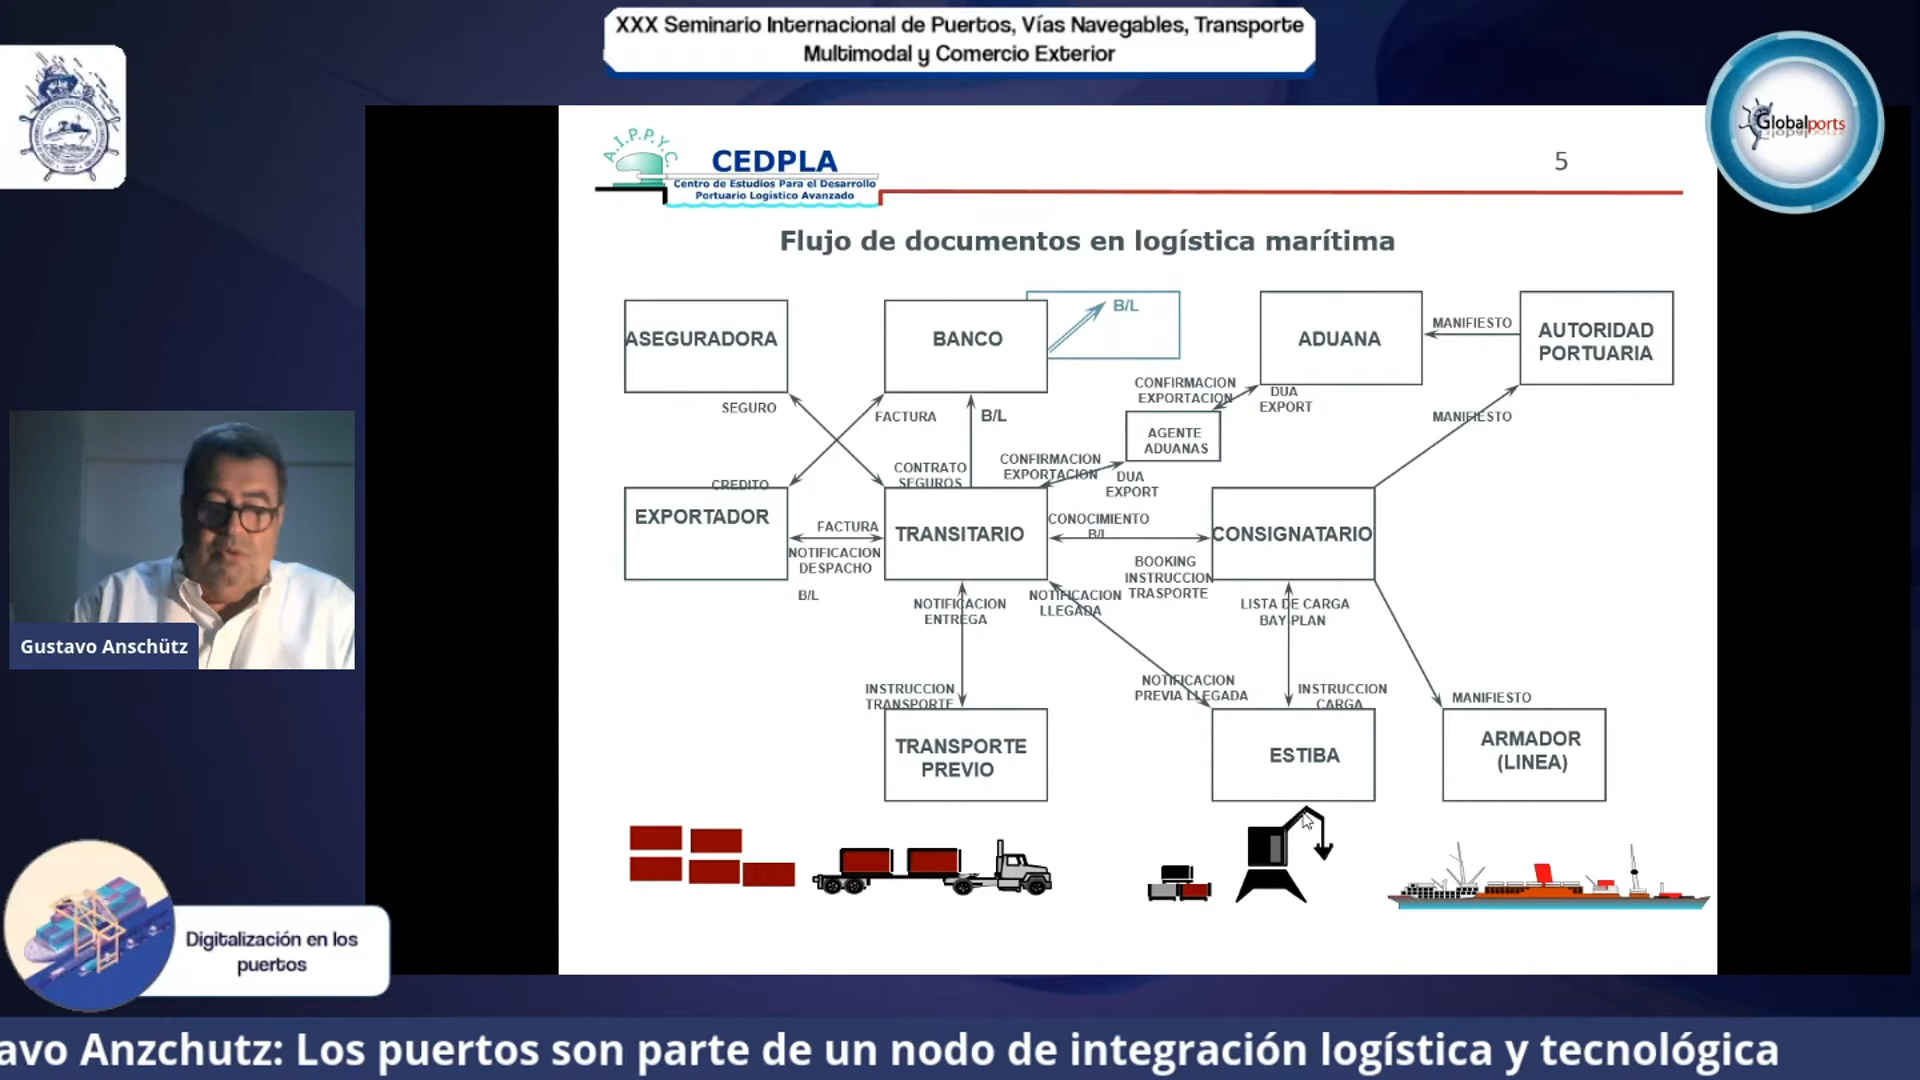 XXX Seminario Internacional de Puertos, Vías Navegables, Transporte
Multimodal y Comercio Exterior
Globalports
A.I.P.P.Y.C.
CEDPLA
Centro de Estudios Para el Desarrollo
Portuario Logístico Avanzado
5
Flujo de documentos en logística marítima
ASEGURADORA
BANCO
B/L
ADUANA
MANIFIESTO
AUTORIDAD
PORTUARIA
SEGURO
FACTURA
B/L
CONFIRMACION
EXPORTACION
DUA
EXPORT
MANIFIESTO
AGENTE
ADUANAS
CREDITO
CONTRATO
SEGUROS
CONFIRMACION
EXPORTACION
DUA
EXPORT
EXPORTADOR
FACTURA
NOTIFICACION
DESPACHO
B/L
TRANSITARIO
CONOCIMIENTO
B/L
BOOKING
INSTRUCCION
TRASPORTE
CONSIGNATARIO
NOTIFICACION
ENTREGA
NOTIFICACION
LLEGADA
LISTA DE CARGA
BAY-PLAN
INSTRUCCION
TRANSPORTE
NOTIFICACION
PREVIA LLEGADA
INSTRUCCION
CARGA
MANIFIESTO
TRANSPORTE
PREVIO
ESTIBA
ARMADOR
(LINEA)
Gustavo Anschütz
Digitalización en los
puertos
avo Anzchutz: Los puertos son parte de un nodo de integración logística y tecnológica